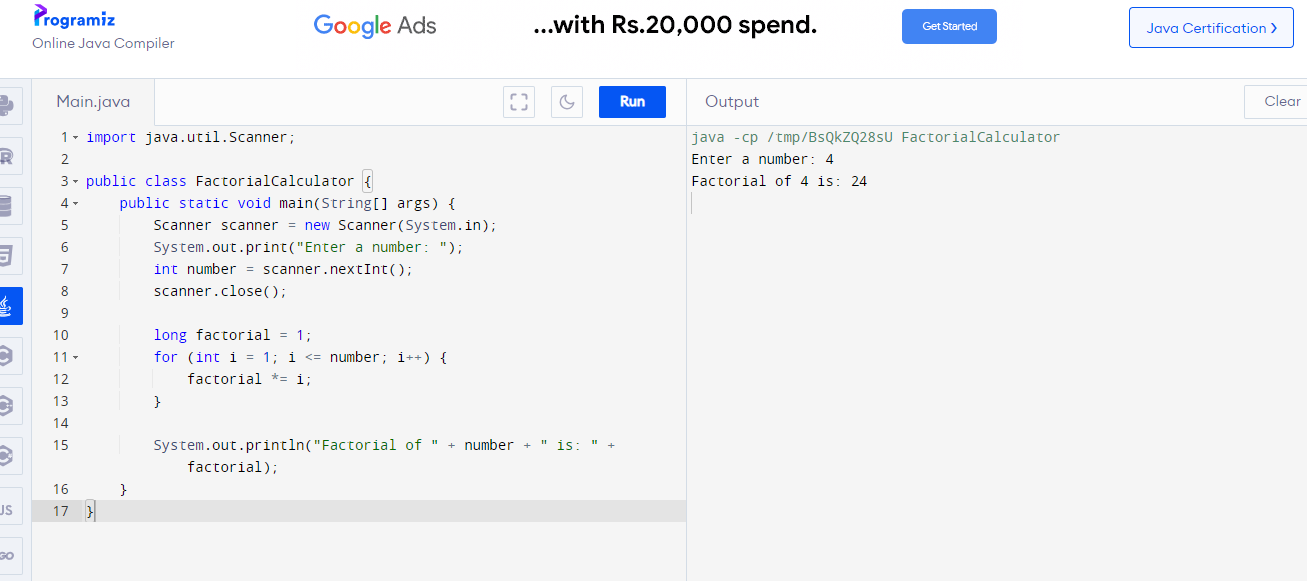 Programiz
Online Java Compiler
Google Ads
...with Rs.20,000 spend.
Get Started
Java Certification >
Main.java
Run
Output
Clear
1 import java.util.Scanner;
2
3 public class FactorialCalculator {
4     public static void main(String[] args) {
5         Scanner scanner = new Scanner(System.in);
6         System.out.print("Enter a number: ");
7         int number = scanner.nextInt();
8         scanner.close();
9
10         long factorial = 1;
11         for (int i = 1; i <= number; i++) {
12             factorial *= i;
13         }
14
15         System.out.println("Factorial of " + number + " is: " +
            factorial);
16     }
17 }
java -cp /tmp/BsQkZQ28sU FactorialCalculator
Enter a number: 4
Factorial of 4 is: 24
R
JS
GO